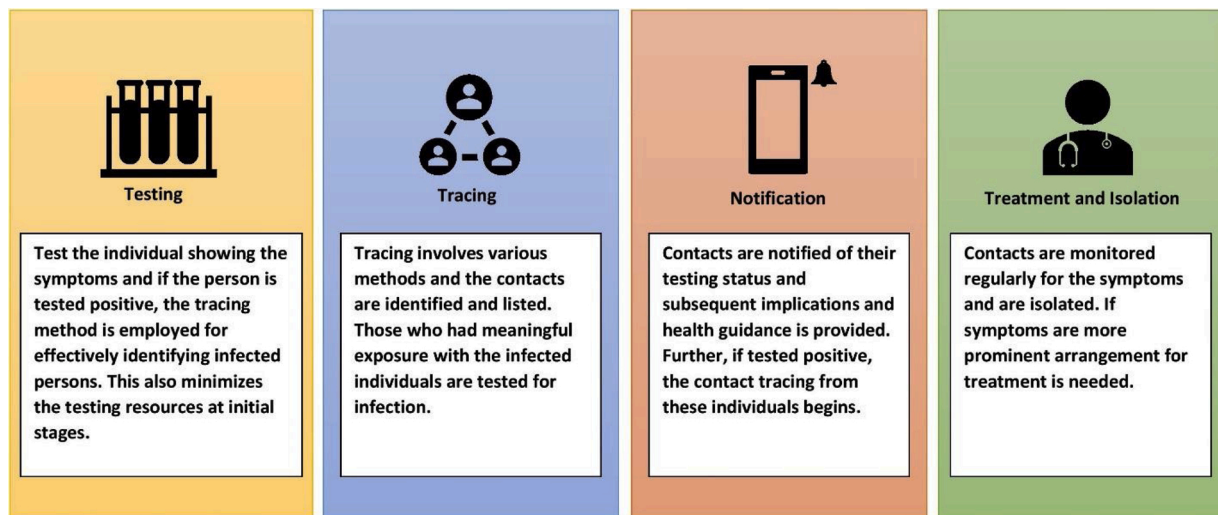 Testing
Test the individual showing the
symptoms and if the person is
tested positive, the tracing
method is employed for
effectively identifying infected
persons. This also minimizes
the testing resources at initial
stages.
Tracing
Tracing involves various
methods and the contacts
are identified and listed.
Those who had meaningful
exposure with the infected
individuals are tested for
infection.
Notification
Contacts are notified of their
testing status and
subsequent implications and
health guidance is provided.
Further, if tested positive,
the contact tracing from
these individuals begins.
Treatment and Isolation
Contacts are monitored
regularly for the symptoms
and are isolated. If
symptoms are more
prominent arrangement for
treatment is needed.